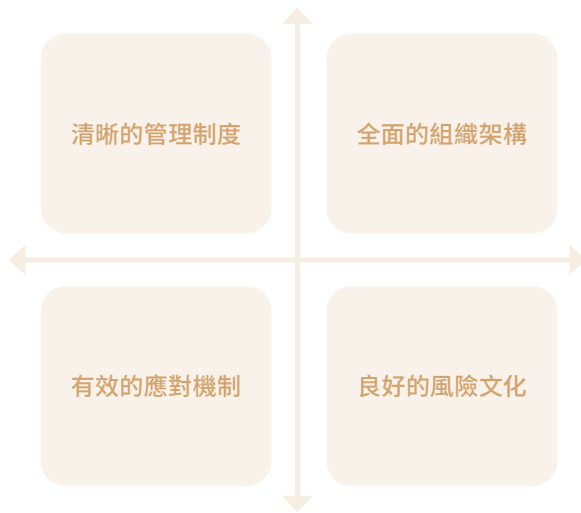 清晰的管理制度
全面的組織架構
有效的應對機制
良好的風險文化